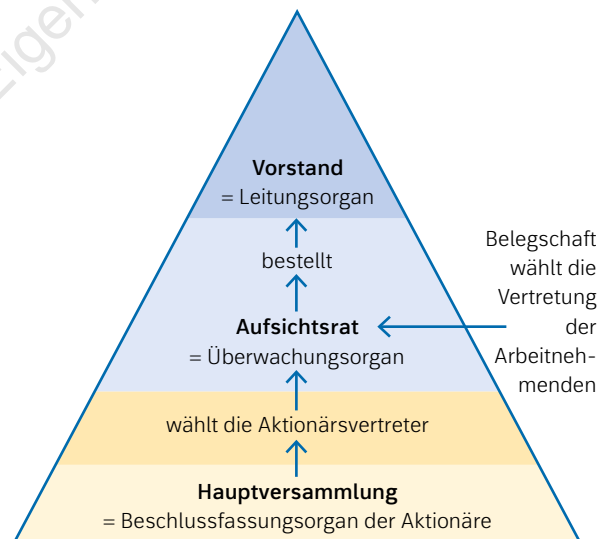 Eigen
Vorstand
= Leitungsorgan
bestellt
Aufsichtsrat
= Überwachungsorgan
Belegschaft
wählt die
Vertretung
der
Arbeitneh-
menden
wählt die Aktionärsvertreter
Hauptversammlung
= Beschlussfassungsorgan der Aktionäre